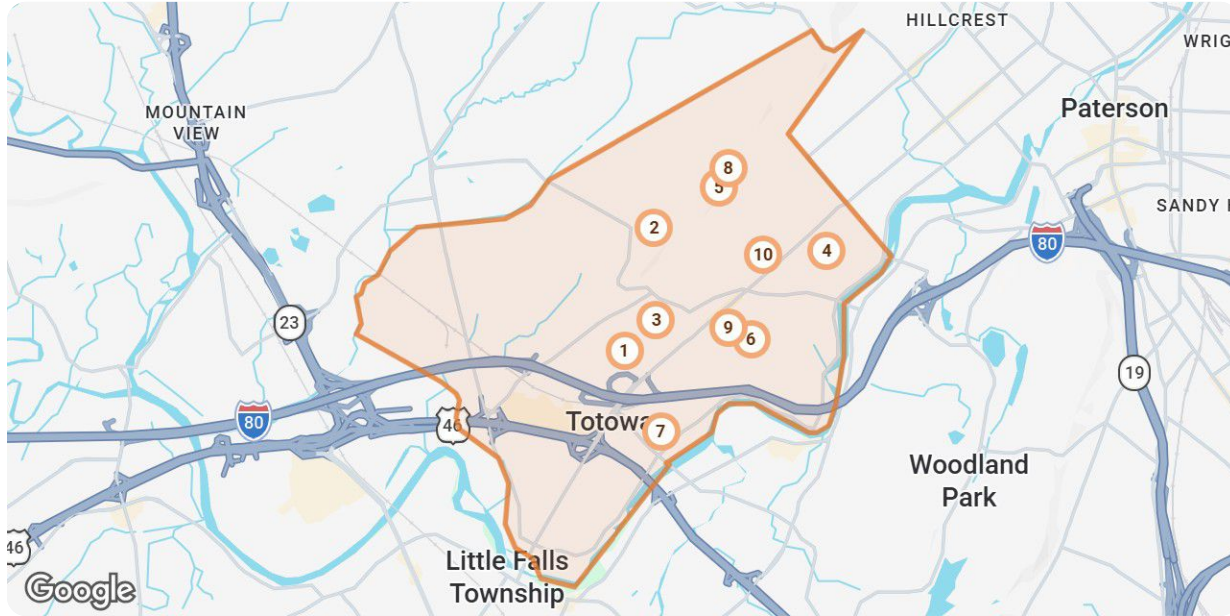 HILLCREST
WRIG
MOUNTAIN
VIEW
Paterson
8
5
SANDY
2
10
4
80
23
3
9
6
1
19
80
46
Totowa
7
Woodland
Park
46
Little Falls
Township
Google